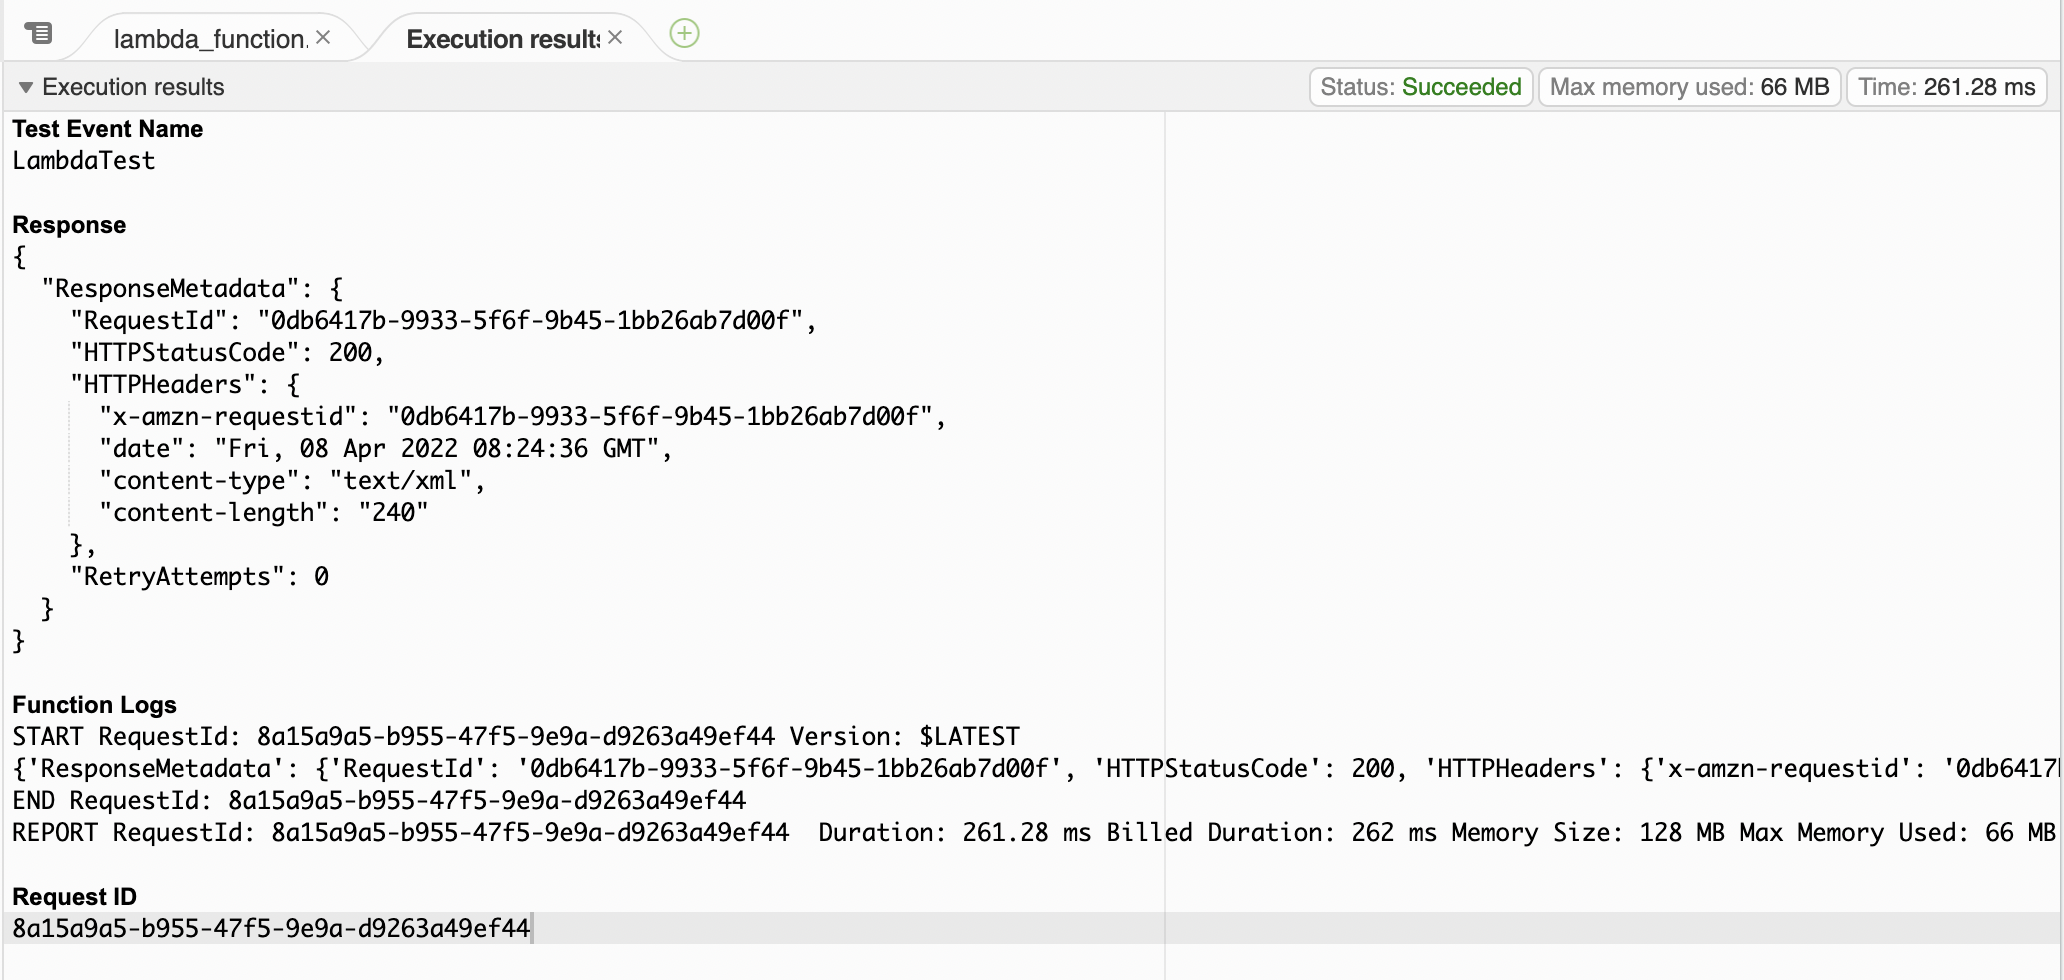 lambda_function.
Execution results
Execution results
Status: Succeeded
Max memory used: 66 MB
Time: 261.28 ms
Test Event Name
LambdaTest
Response
{
"ResponseMetadata": {
"RequestId": "0db6417b-9933-5f6f-9b45-1bb26ab7d00f",
"HTTPStatusCode": 200,
"HTTPHeaders": {
"x-amzn-requestid": "0db6417b-9933-5f6f-9b45-1bb26ab7d00f",
"date": "Fri, 08 Apr 2022 08:24:36 GMT",
"content-type": "text/xml",
"content-length": "240"
},
"RetryAttempts": 0
}
}
Function Logs
START RequestId: 8a15a9a5-b955-47f5-9e9a-d9263a49ef44 Version: $LATEST
{'ResponseMetadata': {'RequestId': '0db6417b-9933-5f6f-9b45-1bb26ab7d00f', 'HTTPStatusCode': 200, 'HTTPHeaders': {'x-amzn-requestid': '0db6417
END RequestId: 8a15a9a5-b955-47f5-9e9a-d9263a49ef44
REPORT RequestId: 8a15a9a5-b955-47f5-9e9a-d9263a49ef44  Duration: 261.28 ms Billed Duration: 262 ms Memory Size: 128 MB Max Memory Used: 66 MB
Request ID
8a15a9a5-b955-47f5-9e9a-d9263a49ef44